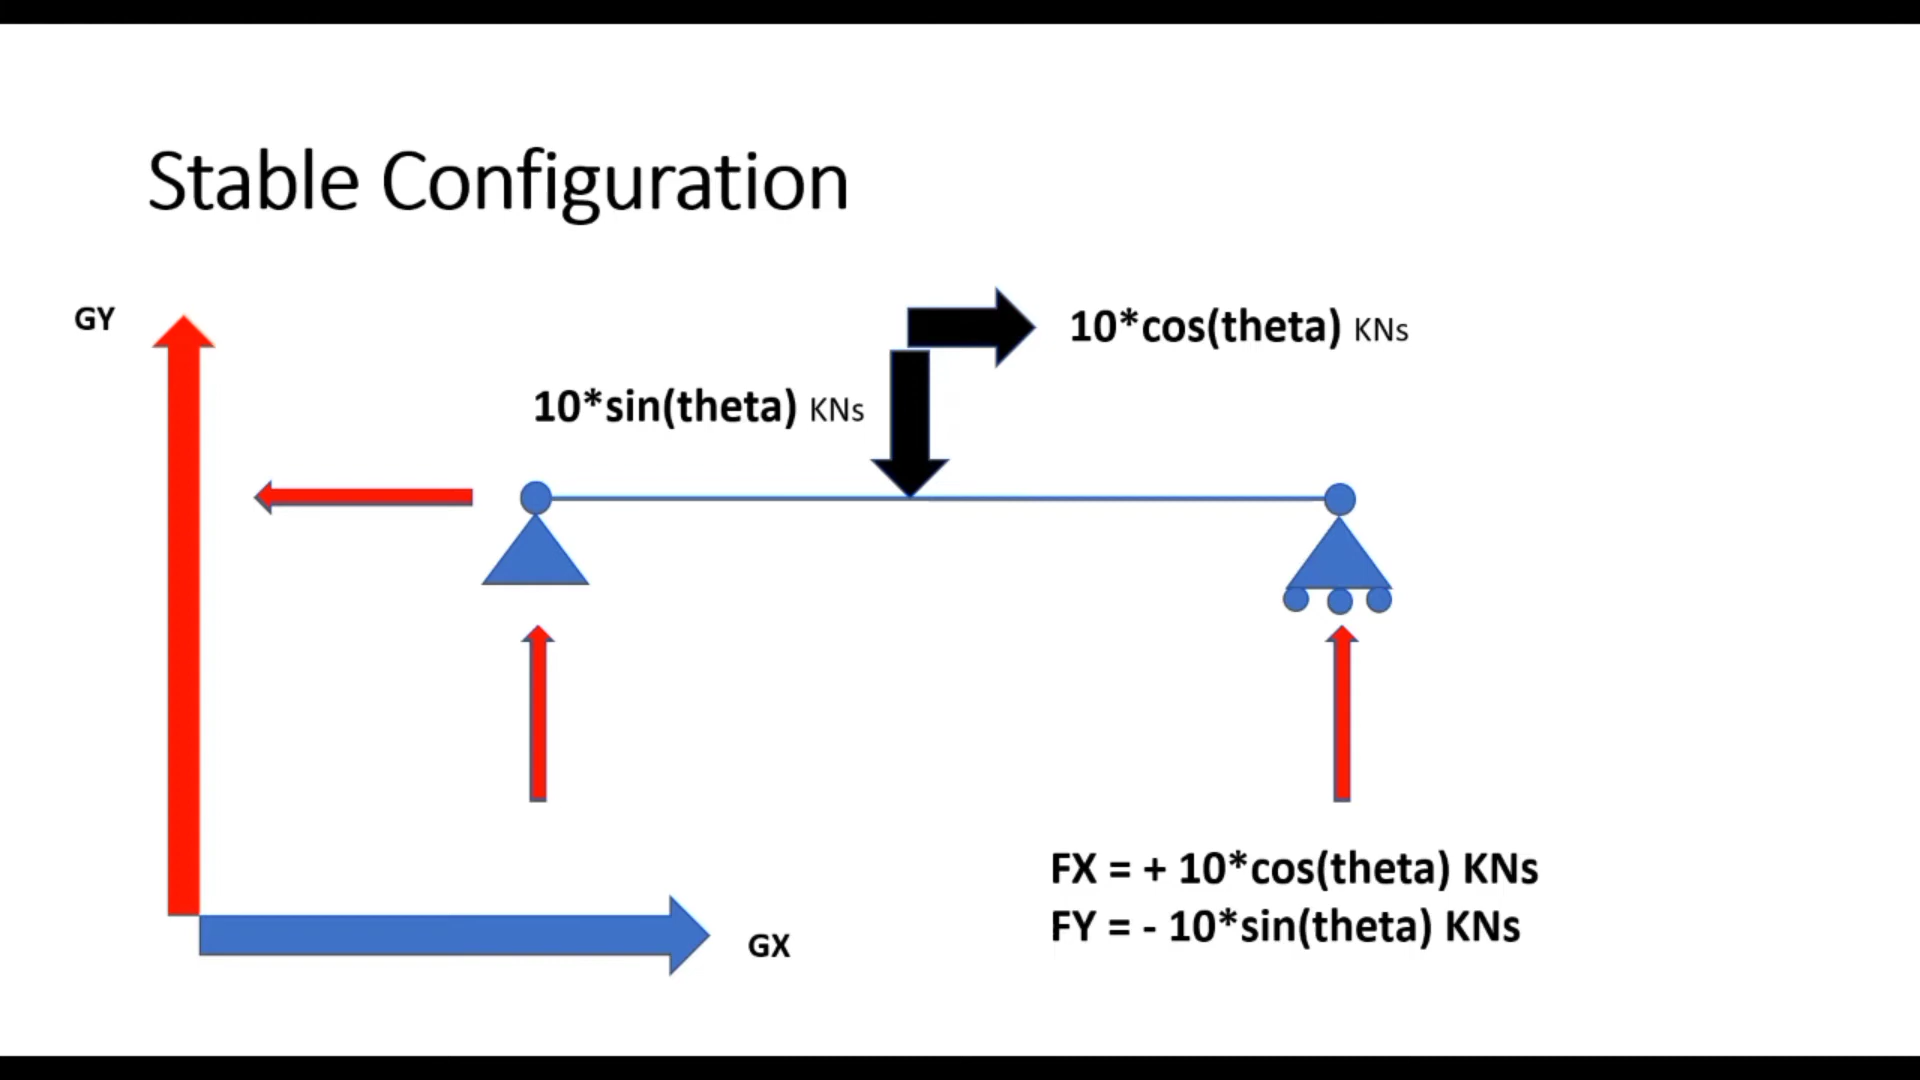 Stable Configuration
GY
10*cos(theta) KNs
10*sin(theta) KNs
FX = + 10*cos(theta) KNs
FY = - 10*sin(theta) KNs
GX